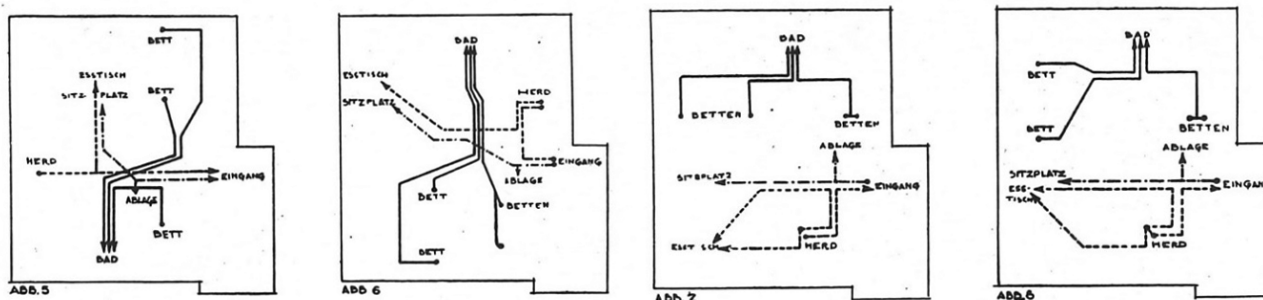 BETT
ESSTISCH
SITZ PLATZ
BETT
HERD
EINGANG
ABLAGE
BETT
BAD
ABB.5
BAD
ESSTISCH
HERD
SITZPLATZ
EINGANG
ABLAGE
BETT
BETTEN
BETT
ABB 6
BAD
BETTEN
BETTEN
ABLAGE
SITZPLATZ
EINGANG
HERD
ABB. 7
BAD
BETT
BETTEN
BETT
ABLAGE
SITZPLATZ
ESS-
TISCH
EINGANG
HERD
ABB.8